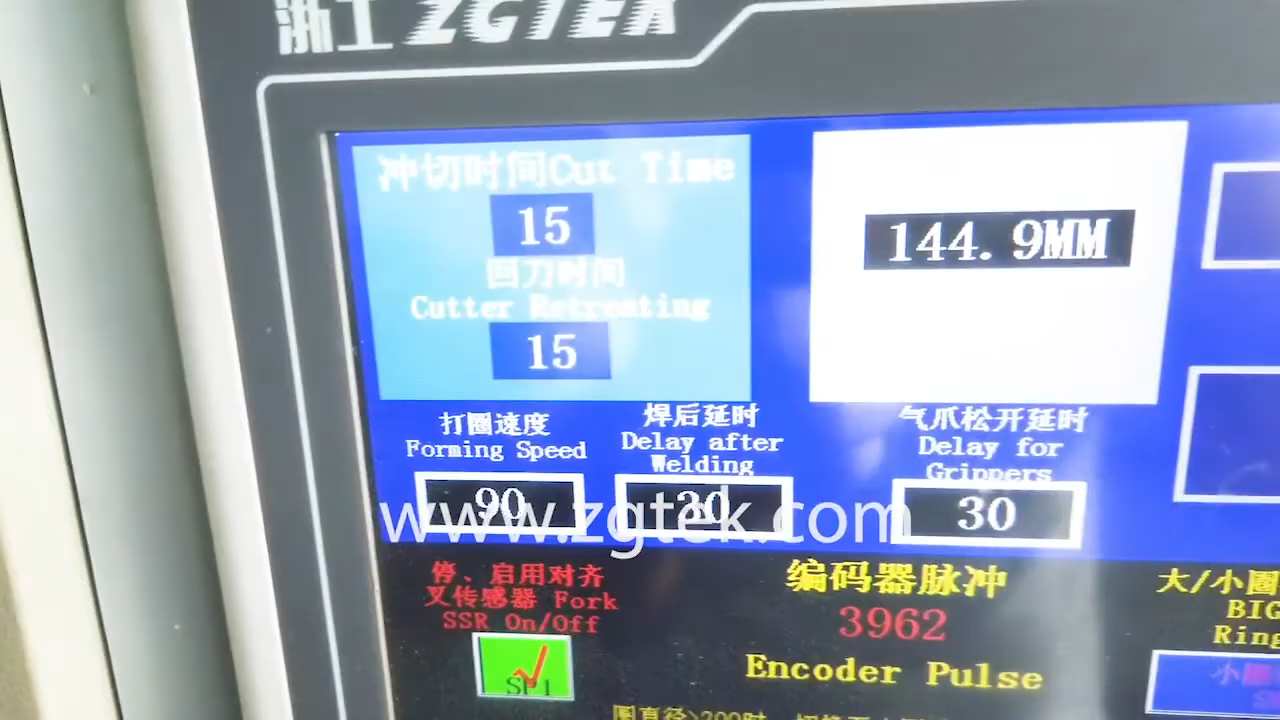 浙工 ZGTEK
冲切时间Cut Time
15
回刀时间
Cutter Retreating
15
144.9MM
打圈速度
Forming Speed
90
焊后延时
Delay after
Welding
30
气爪松开延时
Delay for
Grippers
30
www.zgtek.com
停、启用对齐
叉传感器 Fork
SSR On/Off
编码器脉冲
3962
Encoder Pulse
大/小圈
BIG
Ring